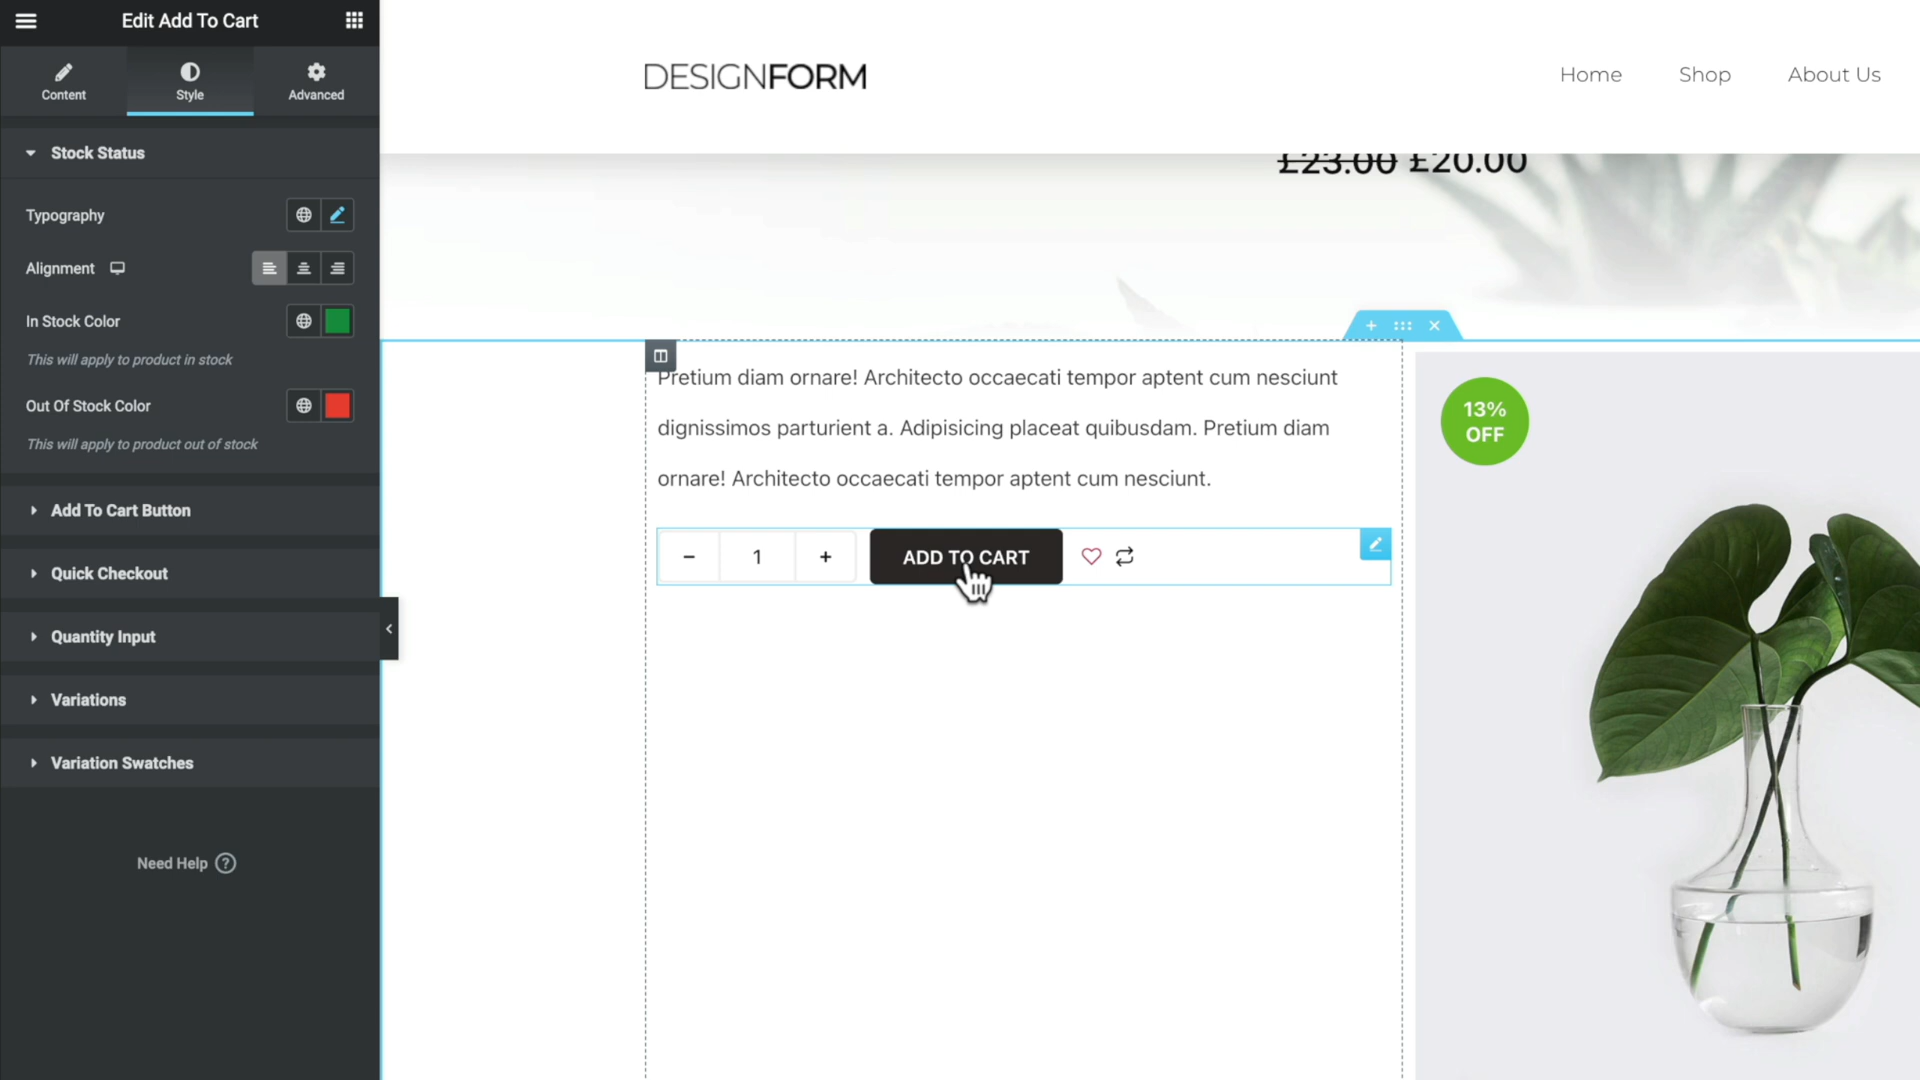 Edit Add To Cart
Content
Style
Advanced
Stock Status
Typography
Alignment
In Stock Color
This will apply to product in stock
Out Of Stock Color
This will apply to product out of stock
Add To Cart Button
Quick Checkout
Quantity Input
Variations
Variation Swatches
Need Help ?
DESIGNFORM
Home
Shop
About Us
£23.00 £20.00
Pretium diam ornare! Architecto occaecati tempor aptent cum nesciunt
dignissimos parturient a. Adipisicing placeat quibusdam. Pretium diam
ornare! Architecto occaecati tempor aptent cum nesciunt.
− 1 +
ADD TO CART
13%
OFF